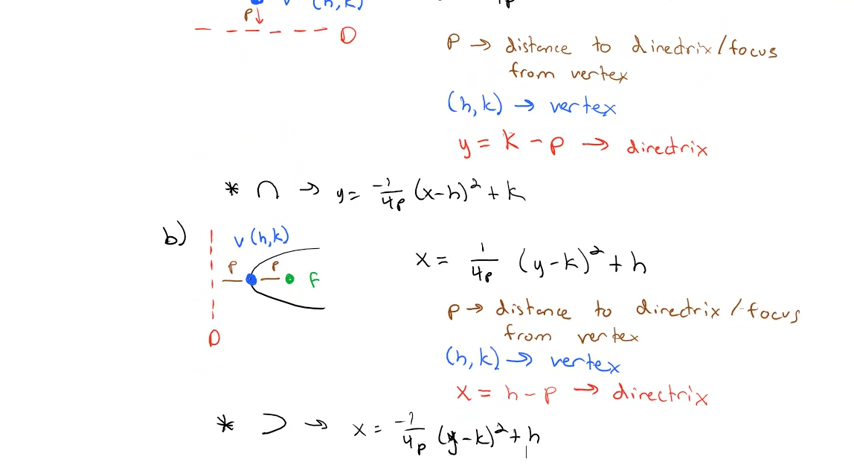 P v (h,k) 4p
D
P → distance to directrix/focus
from vertex
(h,k) → vertex
y = k - p → directrix
* ∩ → y = -1/4p (x-h)² + k
b)
v (h,k)
P P F
D
x = 1/4p (y-k)² + h
p → distance to directrix/focus
from vertex
(h,k) → vertex
x = h - p → directrix
* ⊃ → x = -1/4p (y-k)² + h